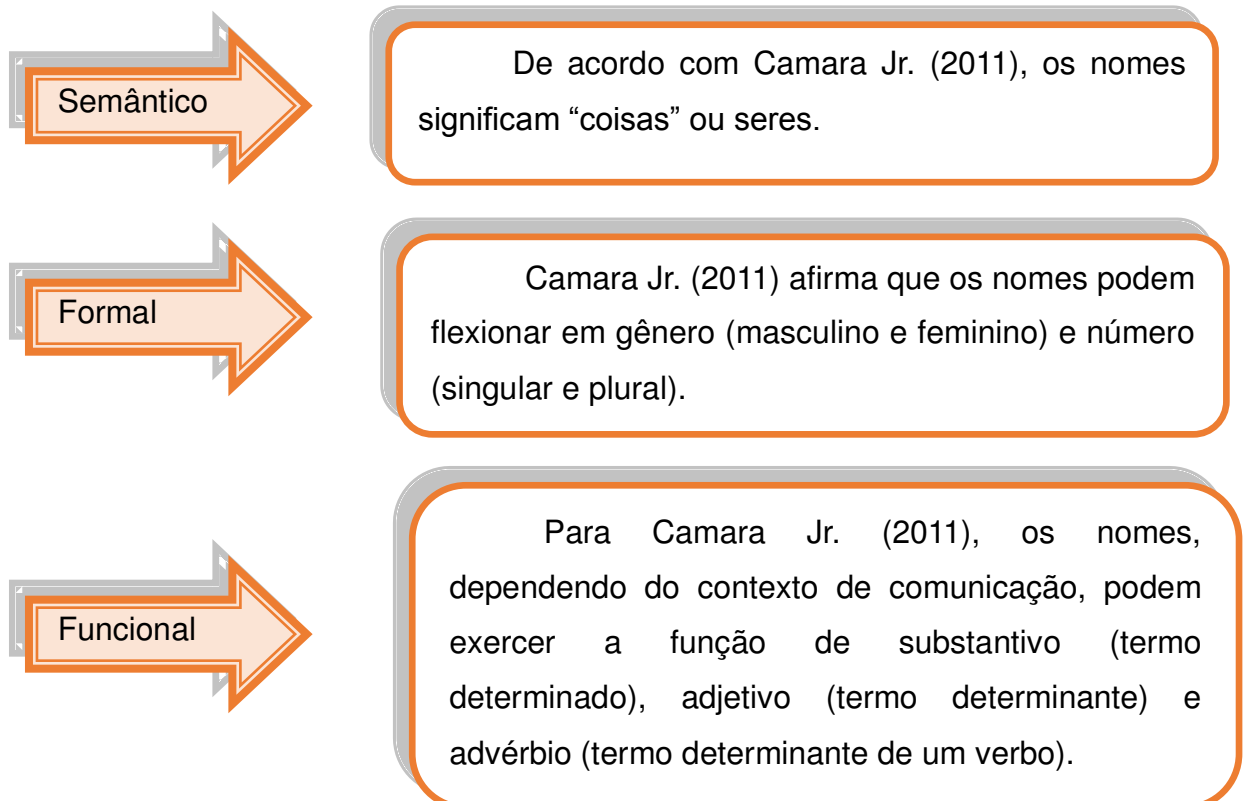 Semântico
De acordo com Camara Jr. (2011), os nomes
significam “coisas” ou seres.
Formal
Camara Jr. (2011) afirma que os nomes podem
flexionar em gênero (masculino e feminino) e número
(singular e plural).
Funcional
Para Camara Jr. (2011), os nomes,
dependendo do contexto de comunicação, podem
exercer a função de substantivo (termo
determinado), adjetivo (termo determinante) e
advérbio (termo determinante de um verbo).